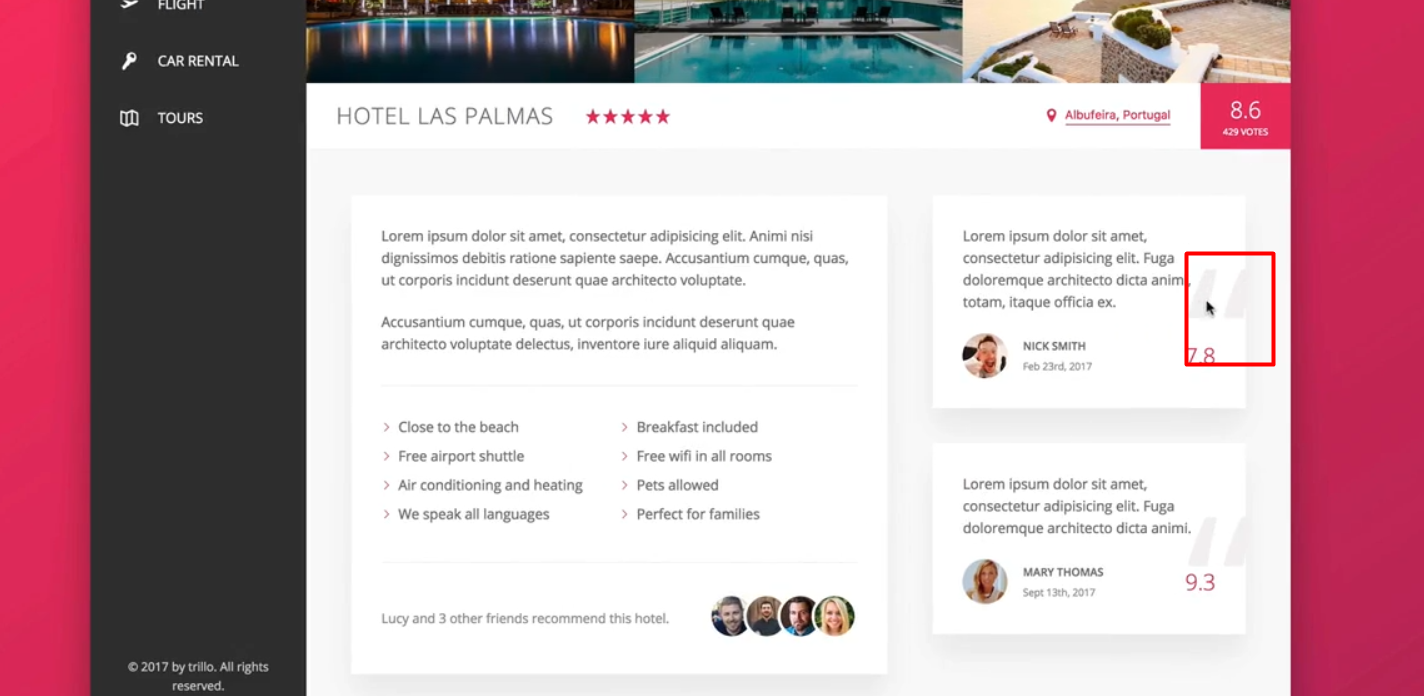 FLIGHT
CAR RENTAL
TOURS
© 2017 by trillo. All rights
reserved.
HOTEL LAS PALMAS
Albufeira, Portugal
8.6
429 VOTES
Lorem ipsum dolor sit amet, consectetur adipisicing elit. Animi nisi
dignissimos debitis ratione sapiente saepe. Accusantium cumque, quas,
ut corporis incidunt deserunt quae architecto voluptate.
Accusantium cumque, quas, ut corporis incidunt deserunt quae
architecto voluptate delectus, inventore iure aliquid aliquam.
Close to the beach
Free airport shuttle
Air conditioning and heating
We speak all languages
Breakfast included
Free wifi in all rooms
Pets allowed
Perfect for families
Lucy and 3 other friends recommend this hotel.
Lorem ipsum dolor sit amet,
consectetur adipisicing elit. Fuga
doloremque architecto dicta animi,
totam, itaque officia ex.
“
NICK SMITH
Feb 23rd, 2017
7.8
Lorem ipsum dolor sit amet,
consectetur adipisicing elit. Fuga
doloremque architecto dicta animi.
“
MARY THOMAS
Sept 13th, 2017
9.3